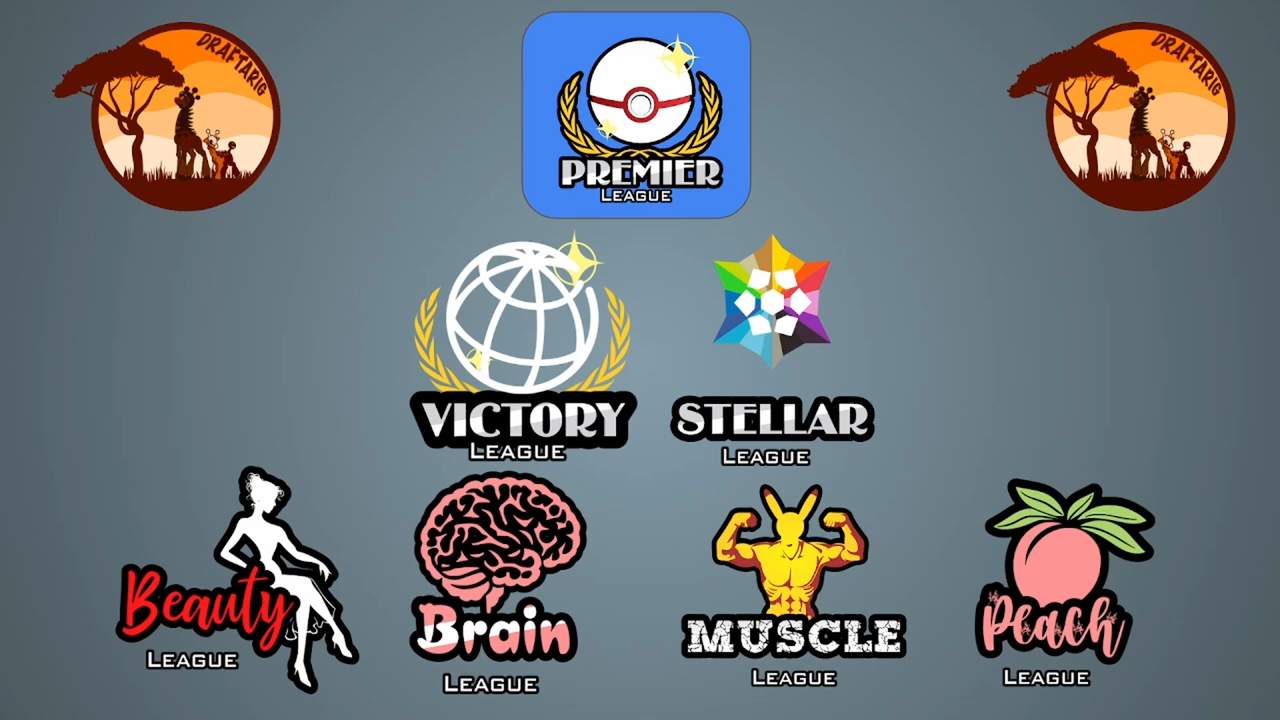 DRAFTARIG
PREMIER
LEAGUE
DRAFTARIG
VICTORY
LEAGUE
STELLAR
LEAGUE
Beauty
LEAGUE
Brain
LEAGUE
MUSCLE
LEAGUE
Peach
LEAGUE